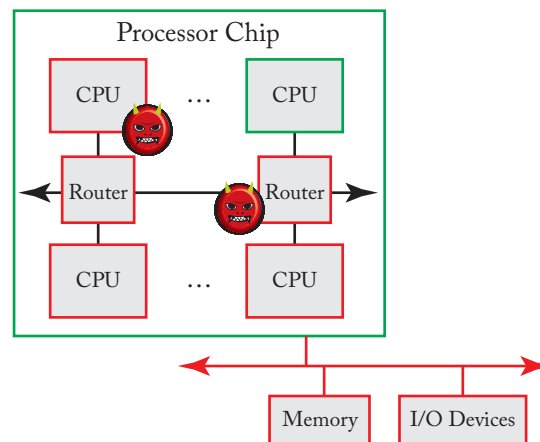 Processor Chip
CPU
...
CPU
Router
Router
CPU
...
CPU
Memory
I/O Devices